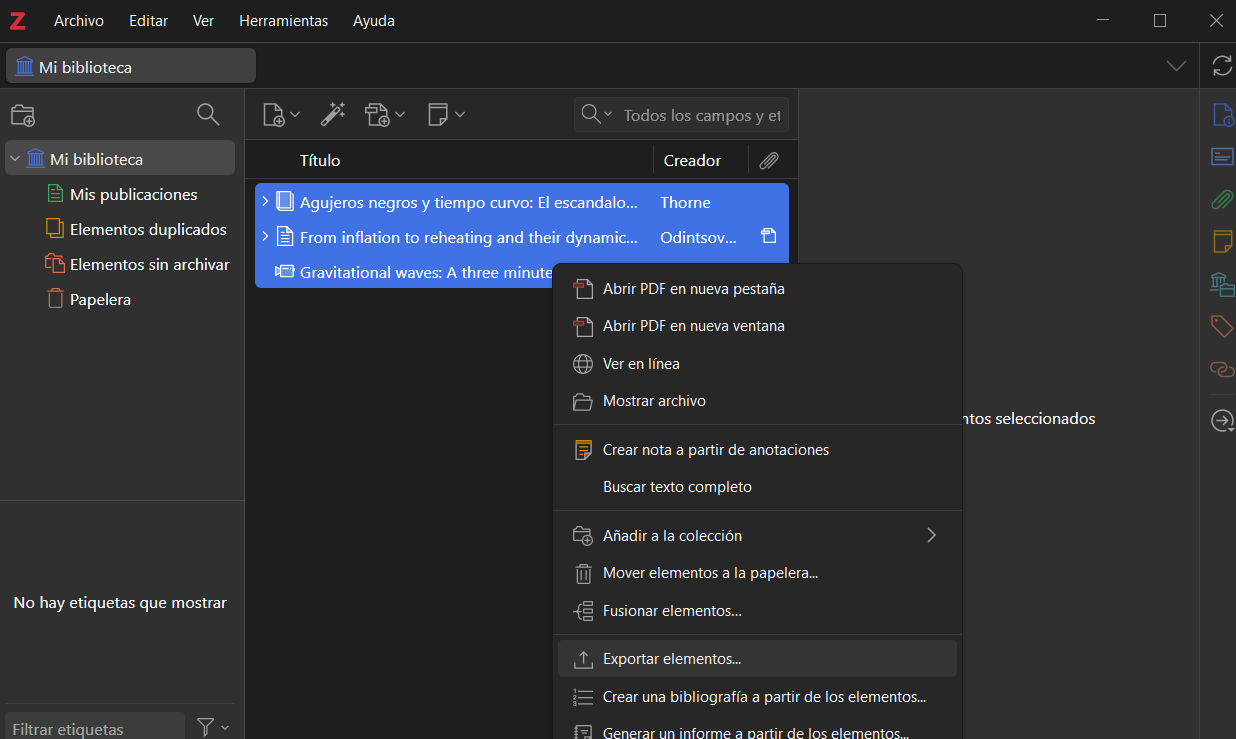 Z Archivo Editar Ver Herramientas Ayuda
Mi biblioteca
Todos los campos y et
Mi biblioteca
Mis publicaciones
Elementos duplicados
Elementos sin archivar
Papelera
No hay etiquetas que mostrar
Filtrar etiquetas
Título Creador
Agujeros negros y tiempo curvo: El escandalo... Thorne
From inflation to reheating and their dynamic... Odintsov...
Gravitational waves: A three minute
Abrir PDF en nueva pestaña
Abrir PDF en nueva ventana
Ver en línea
Mostrar archivo
Crear nota a partir de anotaciones
Buscar texto completo
Añadir a la colección
Mover elementos a la papelera...
Fusionar elementos...
Exportar elementos...
Crear una bibliografía a partir de los elementos...
Generar un informe a partir de los elementos...
ntos seleccionados